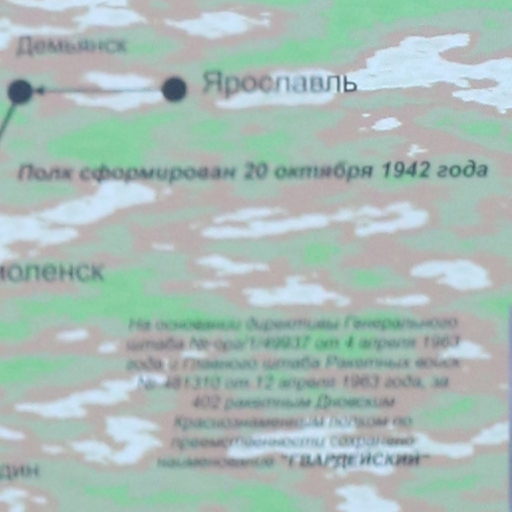 Демьянск
Ярославль
Полк сформирован 20 октября 1942 года
моленск
На основании директивы Генерального
штаба № орг/1/49937 от 4 апреля 1963
года и Главного штаба Ракетных войск
№ 481310 от 12 апреля 1963 года, за
402 ракетным Дновским
Краснознаменным полком по
преемственности сохранено
наименование "ГВАРДЕЙСКИЙ"
дин